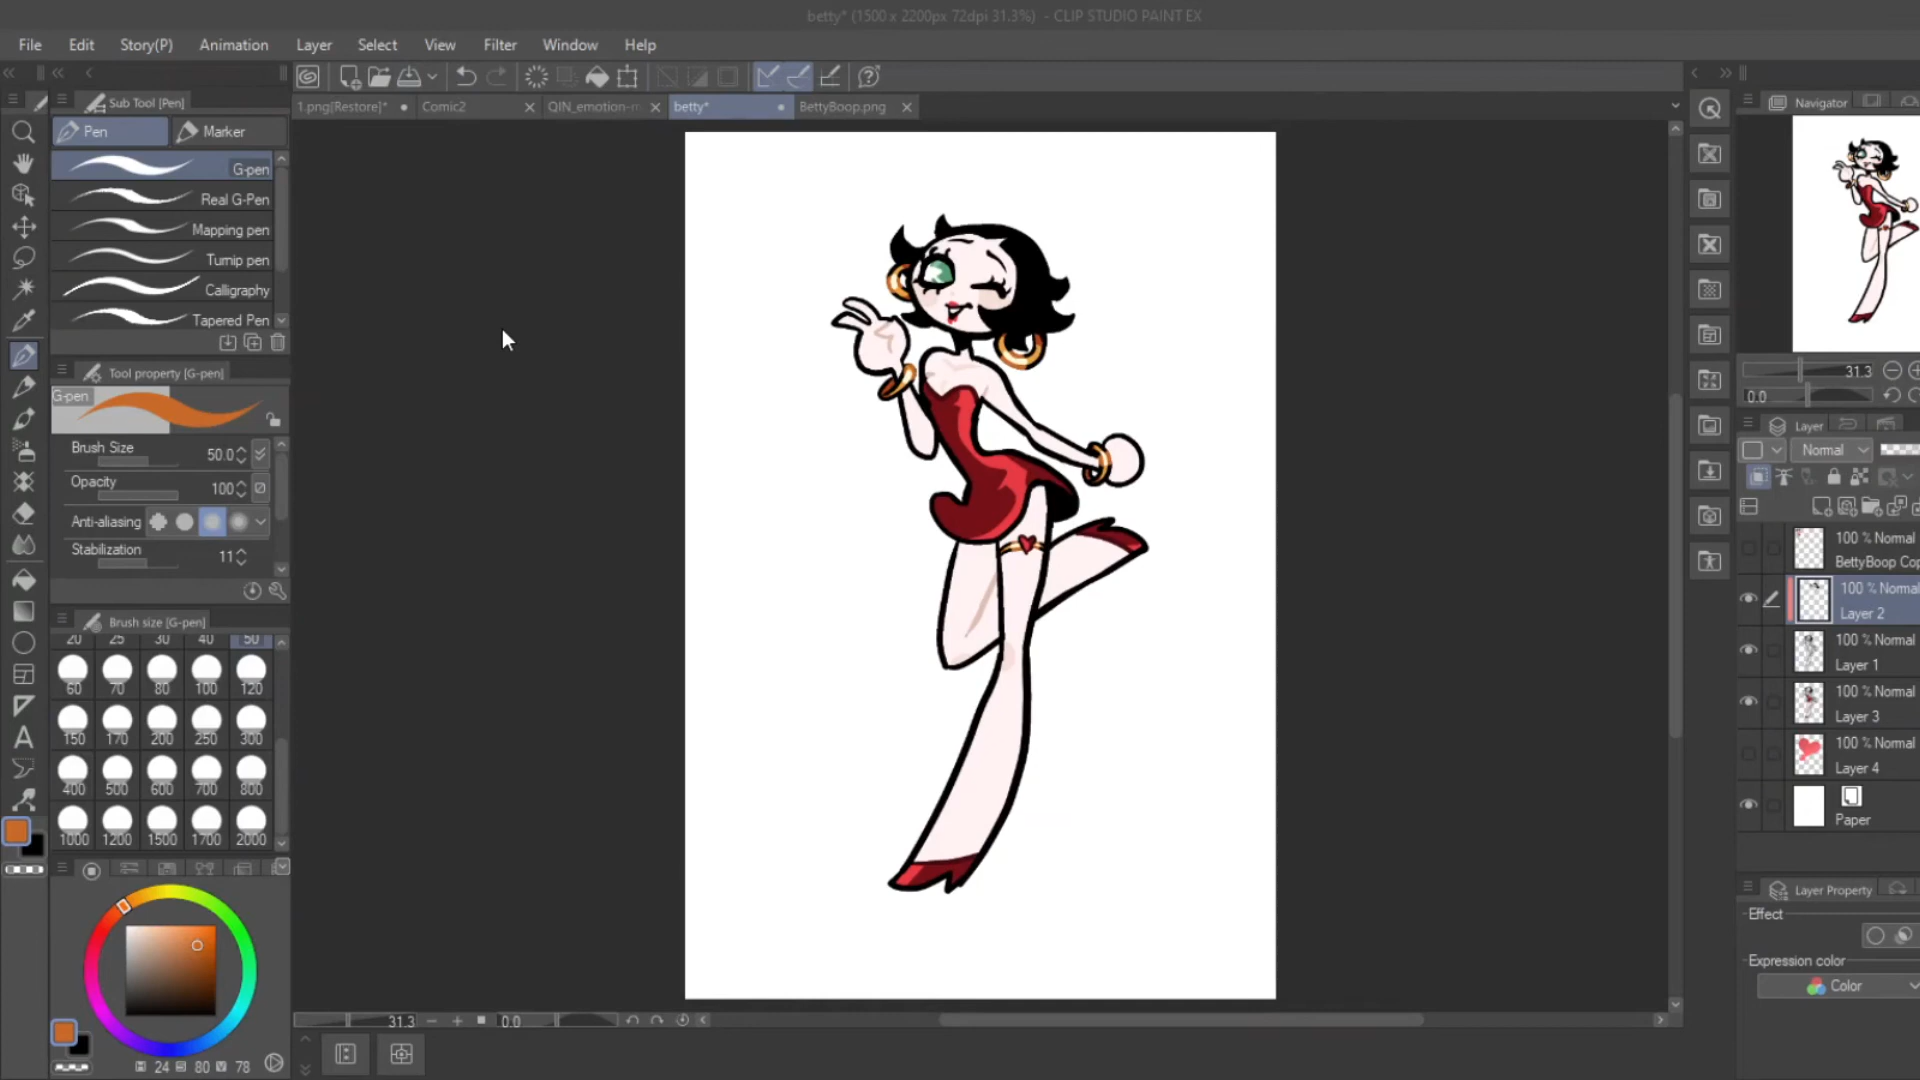 betty* (1500 x 2200px 72dpi 31.3%) - CLIP STUDIO PAINT EX
File Edit Story(P) Animation Layer Select View Filter Window Help
Sub Tool [Pen]
1.png[Restore]* Comic2 QIN_emotion-m betty* BettyBoop.png
Navigator
Pen Marker
G-pen
Real G-Pen
Mapping pen
Turnip pen
Calligraphy
Tapered Pen
Tool property [G-pen]
G-pen
Brush Size 50.0
Opacity 100
Anti-aliasing
Stabilization 11
Brush size [G-pen]
20 25 30 40 50
60 70 80 100 120
150 170 200 250 300
400 500 600 700 800
1000 1200 1500 1700 2000
24 80 78
31.3 0.0
31.3
0.0
Layer
Normal
100 % Normal
BettyBoop Cop
100 % Normal
Layer 2
100 % Normal
Layer 1
100 % Normal
Layer 3
100 % Normal
Layer 4
Paper
Layer Property
Effect
Expression color
Color